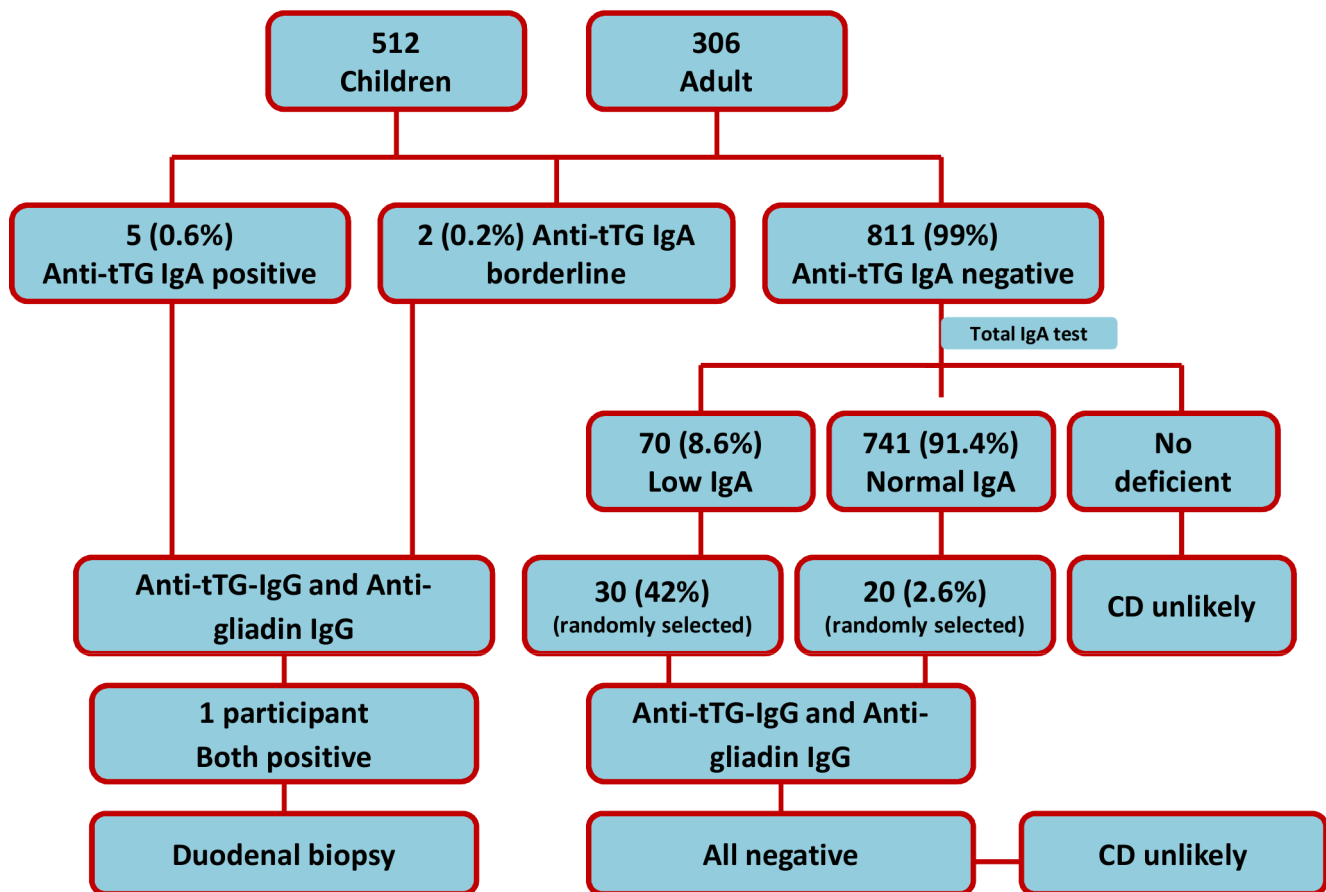 512
Children
306
Adult
5 (0.6%)
Anti-tTG IgA positive
2 (0.2%) Anti-tTG IgA
borderline
811 (99%)
Anti-tTG IgA negative
Total IgA test
70 (8.6%)
Low IgA
741 (91.4%)
Normal IgA
No
deficient
Anti-tTG-IgG and Anti-
gliadin IgG
30 (42%)
(randomly selected)
20 (2.6%)
(randomly selected)
CD unlikely
1 participant
Both positive
Anti-tTG-IgG and Anti-
gliadin IgG
Duodenal biopsy
All negative
CD unlikely